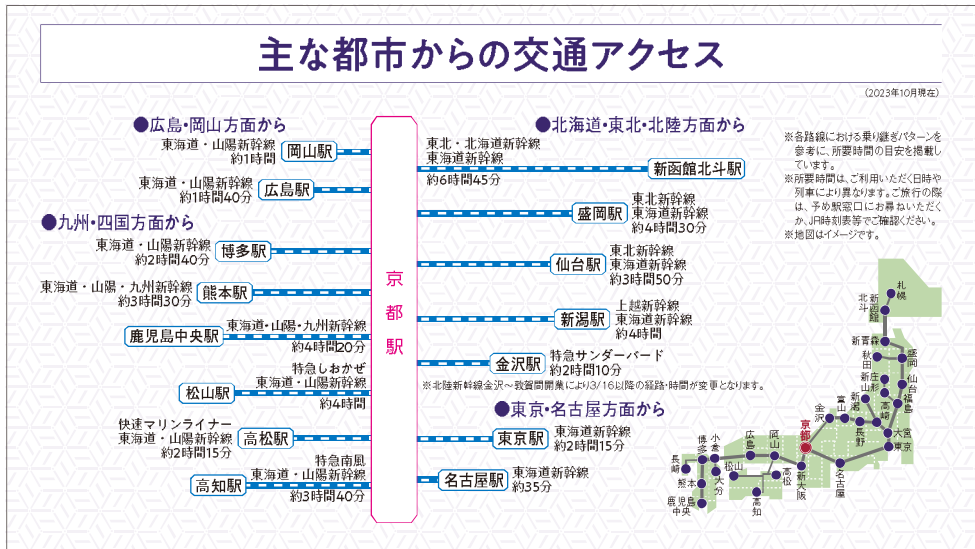 主な都市からの交通アクセス
(2023年10月現在)
●広島・岡山方面から
東海道・山陽新幹線
約1時間
岡山駅
東海道・山陽新幹線
約1時間40分
広島駅
●九州・四国方面から
東海道・山陽新幹線
約2時間40分
博多駅
東海道・山陽・九州新幹線
約3時間30分
熊本駅
鹿児島中央駅
東海道・山陽・九州新幹線
約4時間20分
松山駅
特急しおかぜ
東海道・山陽新幹線
約4時間
快速マリンライナー
東海道・山陽新幹線
約2時間15分
高松駅
高知駅
特急南風
東海道・山陽新幹線
約3時間40分
京都駅
●北海道・東北・北陸方面から
東北・北海道新幹線
東海道新幹線
約6時間45分
新函館北斗駅
盛岡駅
東北新幹線
東海道新幹線
約4時間30分
仙台駅
東北新幹線
東海道新幹線
約3時間50分
新潟駅
上越新幹線
東海道新幹線
約4時間
金沢駅
特急サンダーバード
約2時間10分
※北陸新幹線金沢〜敦賀間開業により3/16以降の経路・時間が変更となります。
●東京・名古屋方面から
東京駅
東海道新幹線
約2時間15分
名古屋駅
東海道新幹線
約35分
※各路線における乗り継ぎパターンを
参考に、所要時間の目安を掲載し
ています。
※所要時間は、ご利用いただく日時や
列車により異なります。ご旅行の際
は、予め駅窓口にお尋ねいただく
か、JR時刻表等でご確認ください。
※地図はイメージです。
札幌
新函館
北斗
新青森
秋田
盛岡
新庄
山形
仙台
福島
新潟
高崎
富山
金沢
長野
大宮
東京
京都
名古屋
新大阪
岡山
広島
高松
松山
高知
小倉
博多
大分
長崎
熊本
鹿児島
中央